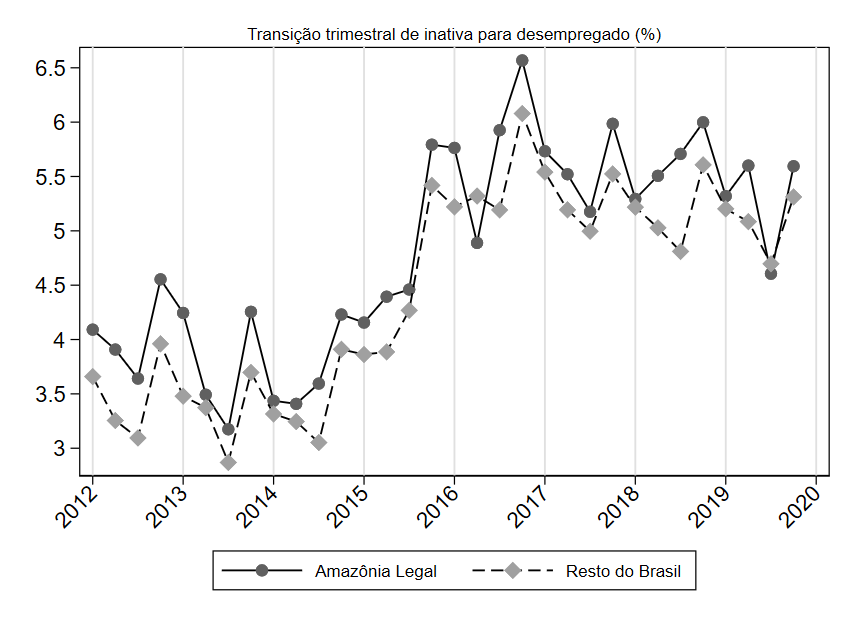 Transição trimestral de inativa para desempregado (%)
6.5
6
5.5
5
4.5
4
3.5
3
2012 2013 2014 2015 2016 2017 2018 2019 2020
Amazônia Legal Resto do Brasil